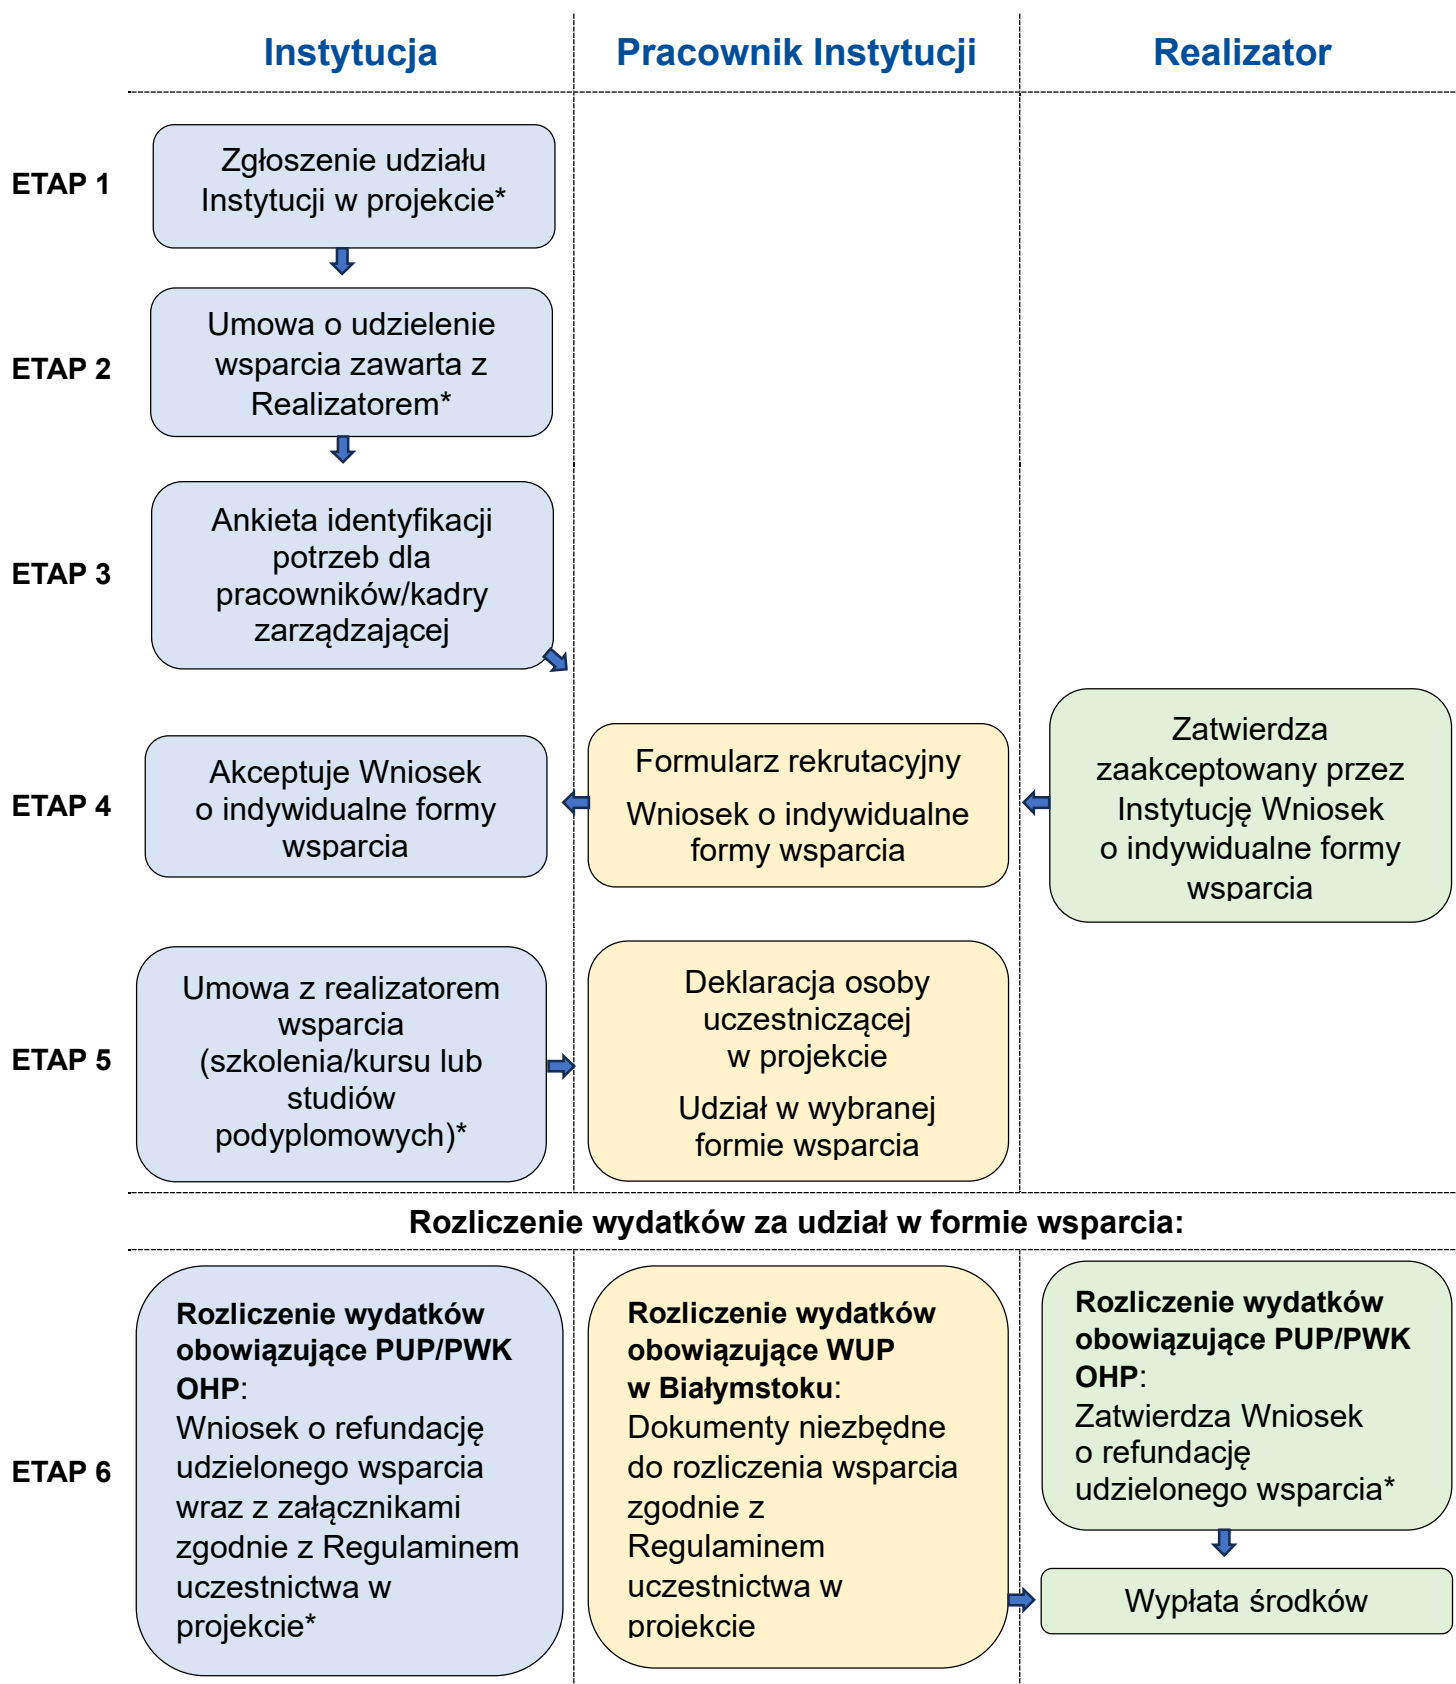 Instytucja
Pracownik Instytucji
Realizator
ETAP 1
Zgłoszenie udziału
Instytucji w projekcie*
ETAP 2
Umowa o udzielenie
wsparcia zawarta z
Realizatorem*
ETAP 3
Ankieta identyfikacji
potrzeb dla
pracowników/kadry
zarządzającej
ETAP 4
Akceptuje Wniosek
o indywidualne formy
wsparcia
Formularz rekrutacyjny
Wniosek o indywidualne
formy wsparcia
Zatwierdza
zaakceptowany przez
Instytucję Wniosek
o indywidualne formy
wsparcia
ETAP 5
Umowa z realizatorem
wsparcia
(szkolenia/kursu lub
studiów
podyplomowych)*
Deklaracja osoby
uczestniczącej
w projekcie
Udział w wybranej
formie wsparcia
Rozliczenie wydatków za udział w formie wsparcia:
ETAP 6
Rozliczenie wydatków
obowiązujące PUP/PWK
OHP:
Wniosek o refundację
udzielonego wsparcia
wraz z załącznikami
zgodnie z Regulaminem
uczestnictwa w
projekcie*
Rozliczenie wydatków
obowiązujące WUP
w Białymstoku:
Dokumenty niezbędne
do rozliczenia wsparcia
zgodnie z
Regulaminem
uczestnictwa w
projekcie
Rozliczenie wydatków
obowiązujące PUP/PWK
OHP:
Zatwierdza Wniosek
o refundację
udzielonego wsparcia*
Wypłata środków